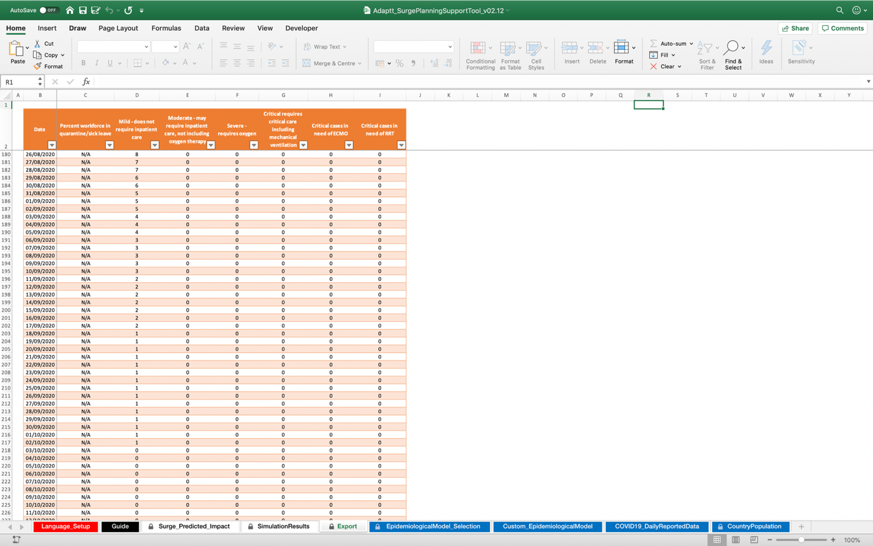 AutoSave OFF Adaptt_SurgePlanningSupportTool_v02.12
Home Insert Draw Page Layout Formulas Data Review View Developer Share Comments
Paste Cut Copy Format B I U Wrap Text Merge & Centre Conditional Formatting Format as Table Cell Styles Insert Delete Format Auto-sum Fill Clear Sort & Filter Find & Select Ideas Sensitivity
R1 fx
A B C D E F G H I J K L M N O P Q R S T U V W X Y
1
2 Date Percent workforce in quarantine/sick leave Mild - does not require inpatient care Moderate - may require inpatient care, not including oxygen therapy Severe - requires oxygen Critical requires critical care including mechanical ventilation Critical cases in need of ECMO Critical cases in need of RRT
180 26/08/2020 N/A 8 0 0 0 0 0
181 27/08/2020 N/A 7 0 0 0 0 0
182 28/08/2020 N/A 7 0 0 0 0 0
183 29/08/2020 N/A 6 0 0 0 0 0
184 30/08/2020 N/A 6 0 0 0 0 0
185 31/08/2020 N/A 5 0 0 0 0 0
186 01/09/2020 N/A 5 0 0 0 0 0
187 02/09/2020 N/A 5 0 0 0 0 0
188 03/09/2020 N/A 4 0 0 0 0 0
189 04/09/2020 N/A 4 0 0 0 0 0
190 05/09/2020 N/A 4 0 0 0 0 0
191 06/09/2020 N/A 3 0 0 0 0 0
192 07/09/2020 N/A 3 0 0 0 0 0
193 08/09/2020 N/A 3 0 0 0 0 0
194 09/09/2020 N/A 3 0 0 0 0 0
195 10/09/2020 N/A 3 0 0 0 0 0
196 11/09/2020 N/A 2 0 0 0 0 0
197 12/09/2020 N/A 2 0 0 0 0 0
198 13/09/2020 N/A 2 0 0 0 0 0
199 14/09/2020 N/A 2 0 0 0 0 0
200 15/09/2020 N/A 2 0 0 0 0 0
201 16/09/2020 N/A 2 0 0 0 0 0
202 17/09/2020 N/A 2 0 0 0 0 0
203 18/09/2020 N/A 1 0 0 0 0 0
204 19/09/2020 N/A 1 0 0 0 0 0
205 20/09/2020 N/A 1 0 0 0 0 0
206 21/09/2020 N/A 1 0 0 0 0 0
207 22/09/2020 N/A 1 0 0 0 0 0
208 23/09/2020 N/A 1 0 0 0 0 0
209 24/09/2020 N/A 1 0 0 0 0 0
210 25/09/2020 N/A 1 0 0 0 0 0
211 26/09/2020 N/A 1 0 0 0 0 0
212 27/09/2020 N/A 1 0 0 0 0 0
213 28/09/2020 N/A 1 0 0 0 0 0
214 29/09/2020 N/A 1 0 0 0 0 0
215 30/09/2020 N/A 1 0 0 0 0 0
216 01/10/2020 N/A 1 0 0 0 0 0
217 02/10/2020 N/A 1 0 0 0 0 0
218 03/10/2020 N/A 0 0 0 0 0 0
219 04/10/2020 N/A 0 0 0 0 0 0
220 05/10/2020 N/A 0 0 0 0 0 0
221 06/10/2020 N/A 0 0 0 0 0 0
222 07/10/2020 N/A 0 0 0 0 0 0
223 08/10/2020 N/A 0 0 0 0 0 0
224 09/10/2020 N/A 0 0 0 0 0 0
225 10/10/2020 N/A 0 0 0 0 0 0
226 11/10/2020 N/A 0 0 0 0 0 0
Language_Setup Guide Surge_Predicted_Impact SimulationResults Export EpidemiologicalModel_Selection Custom_EpidemiologicalModel COVID19_DailyReportedData CountryPopulation +
100%